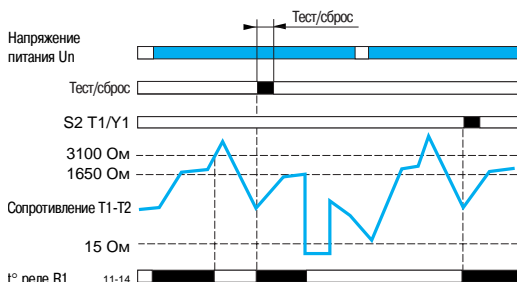 Тест/сброс
Напряжение
питания Un
Тест/сброс
S2 T1/Y1
3100 Ом
1650 Ом
Сопротивление T1-T2
15 Ом
t° реле R1 11-14